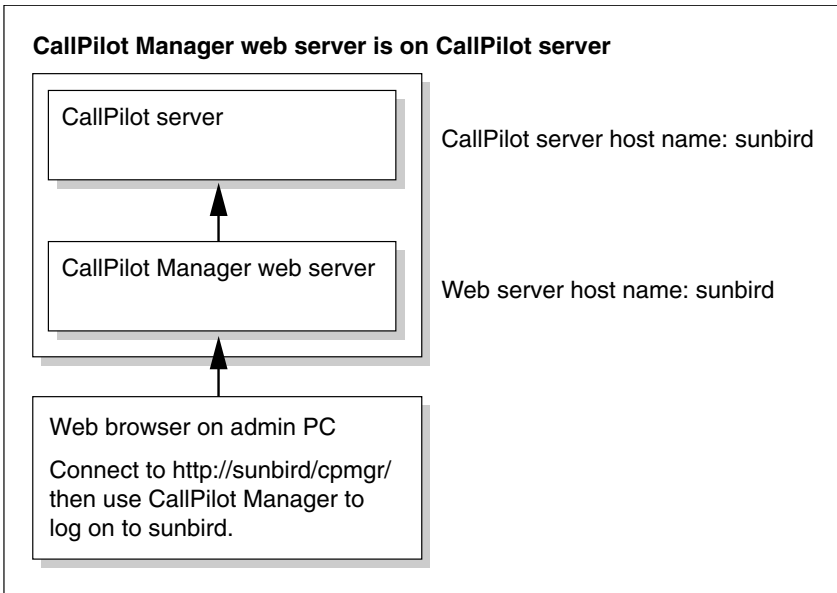 CallPilot Manager web server is on CallPilot server
CallPilot server
CallPilot server host name: sunbird
CallPilot Manager web server
Web server host name: sunbird
Web browser on admin PC
Connect to http://sunbird/cpmgr/
then use CallPilot Manager to
log on to sunbird.